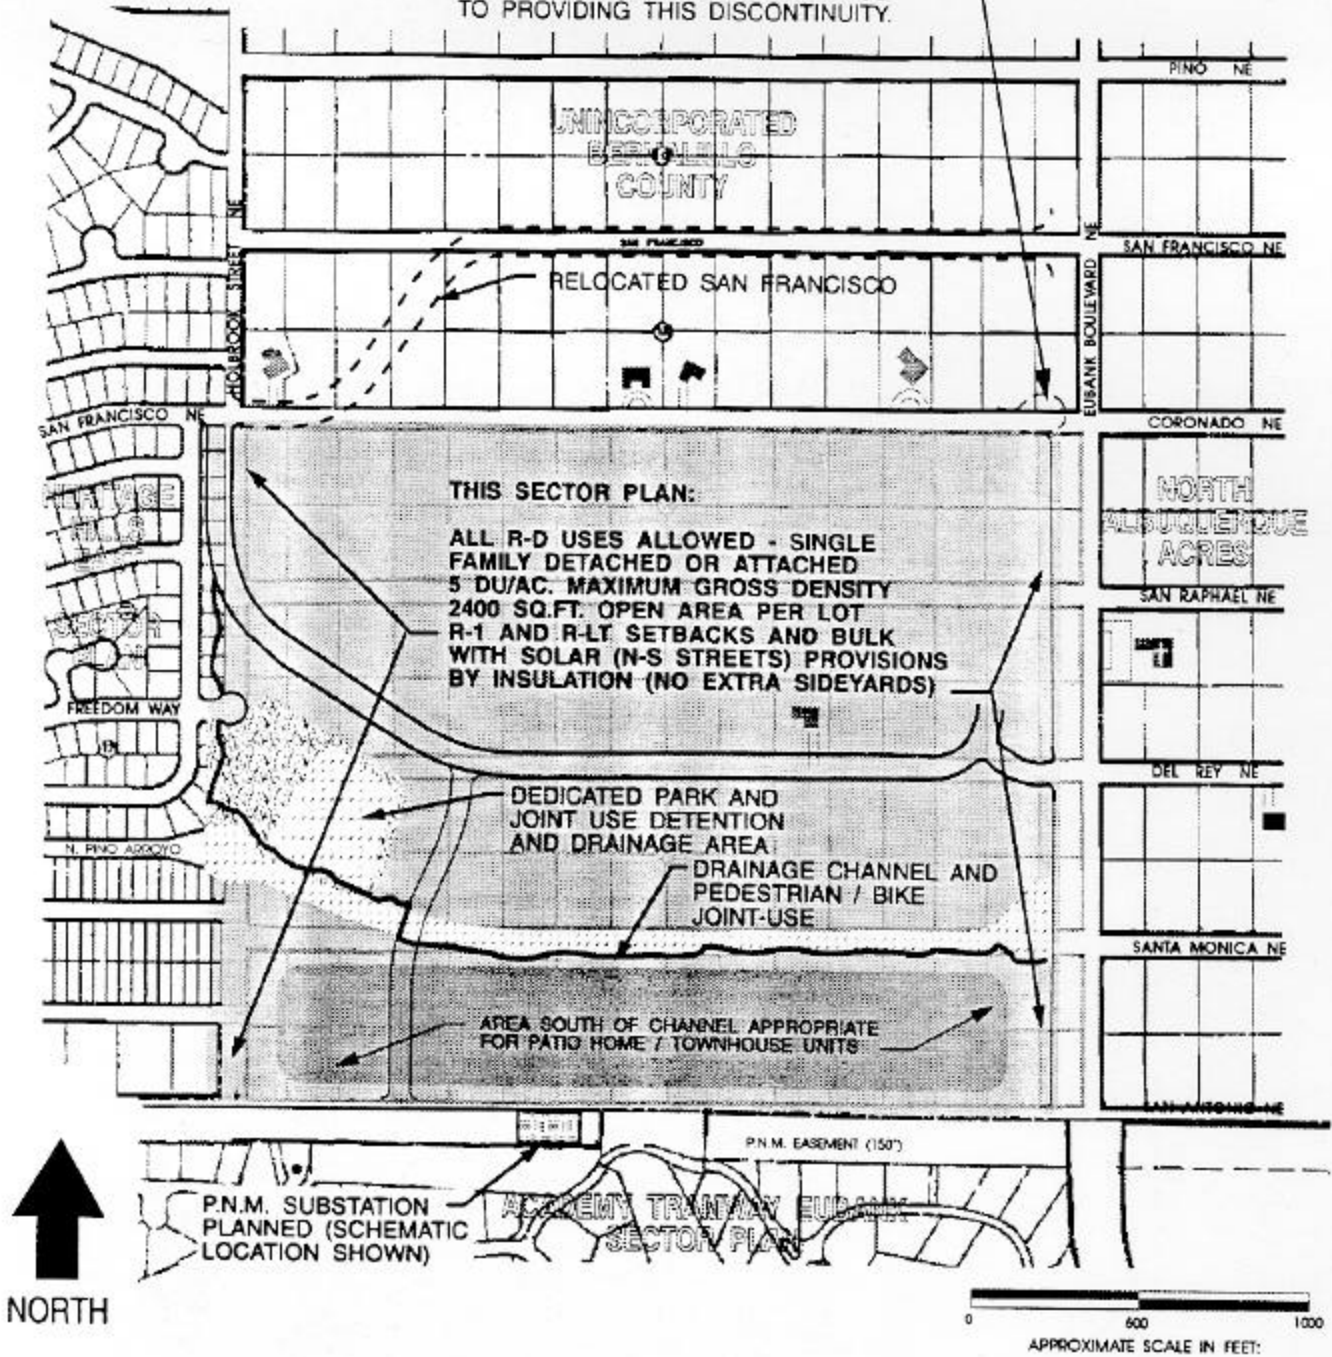 TO PROVIDING THIS DISCONTINUITY.
PINO NE
UNINCORPORATED
BERNALILLO
COUNTY
HOLBROOK STREET NE
SAN FRANCISCO
SAN FRANCISCO NE
EUBANK BOULEVARD NE
RELOCATED SAN FRANCISCO
SAN FRANCISCO NE
CORONADO NE
THIS SECTOR PLAN:
ALL R-D USES ALLOWED - SINGLE
FAMILY DETACHED OR ATTACHED
5 DU/AC. MAXIMUM GROSS DENSITY
2400 SQ.FT. OPEN AREA PER LOT
R-1 AND R-LT SETBACKS AND BULK
WITH SOLAR (N-S STREETS) PROVISIONS
BY INSULATION (NO EXTRA SIDEYARDS)
HERITAGE
HILLS
SECTOR
NORTH
ALBUQUERQUE
ACRES
SAN RAPHAEL NE
FREEDOM WAY
DEL REY NE
DEDICATED PARK AND
JOINT USE DETENTION
AND DRAINAGE AREA
N. PINO ARROYO
DRAINAGE CHANNEL AND
PEDESTRIAN / BIKE
JOINT-USE
SANTA MONICA NE
AREA SOUTH OF CHANNEL APPROPRIATE
FOR PATIO HOME / TOWNHOUSE UNITS
SAN ANTONIO NE
P.N.M. EASEMENT (150')
P.N.M. SUBSTATION
PLANNED (SCHEMATIC
LOCATION SHOWN)
ACADEMY TRAMWAY EUBANK
SECTOR PLAN
NORTH
0 500 1000
APPROXIMATE SCALE IN FEET: